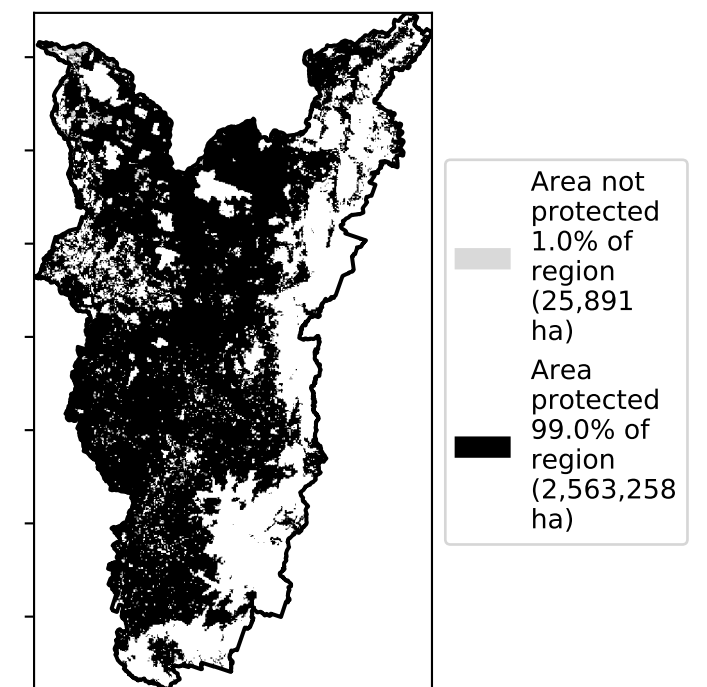 Area not
protected
1.0% of
region
(25,891
ha)
Area
protected
99.0% of
region
(2,563,258
ha)